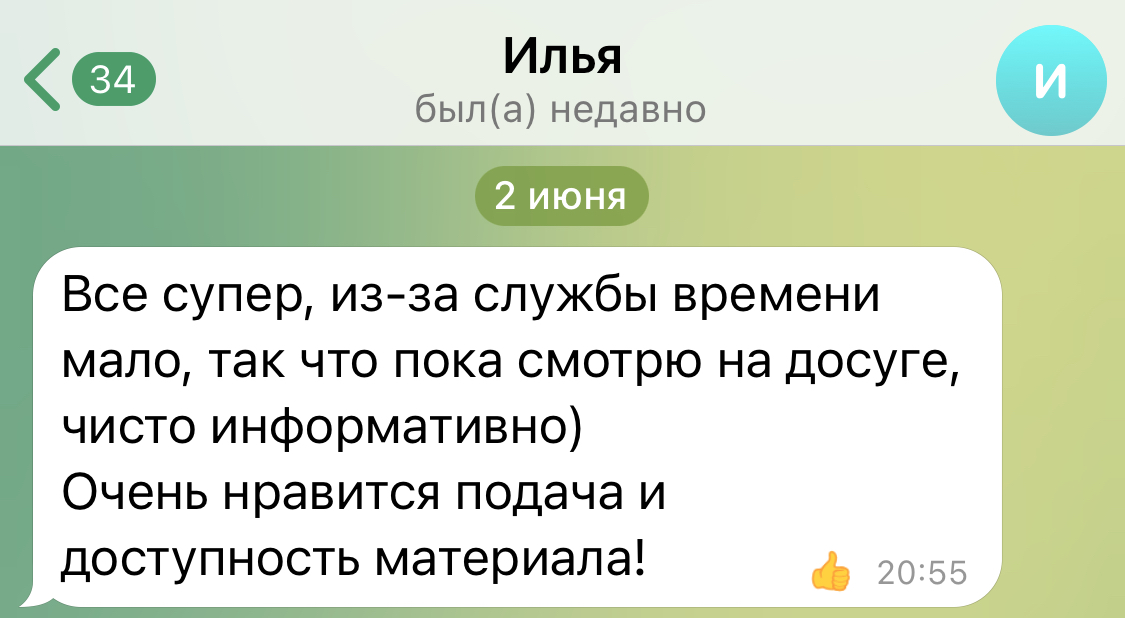 34
Илья
был(а) недавно
И
2 июня
Все супер, из-за службы времени
мало, так что пока смотрю на досуге,
чисто информативно)
Очень нравится подача и
доступность материала!
👍 20:55